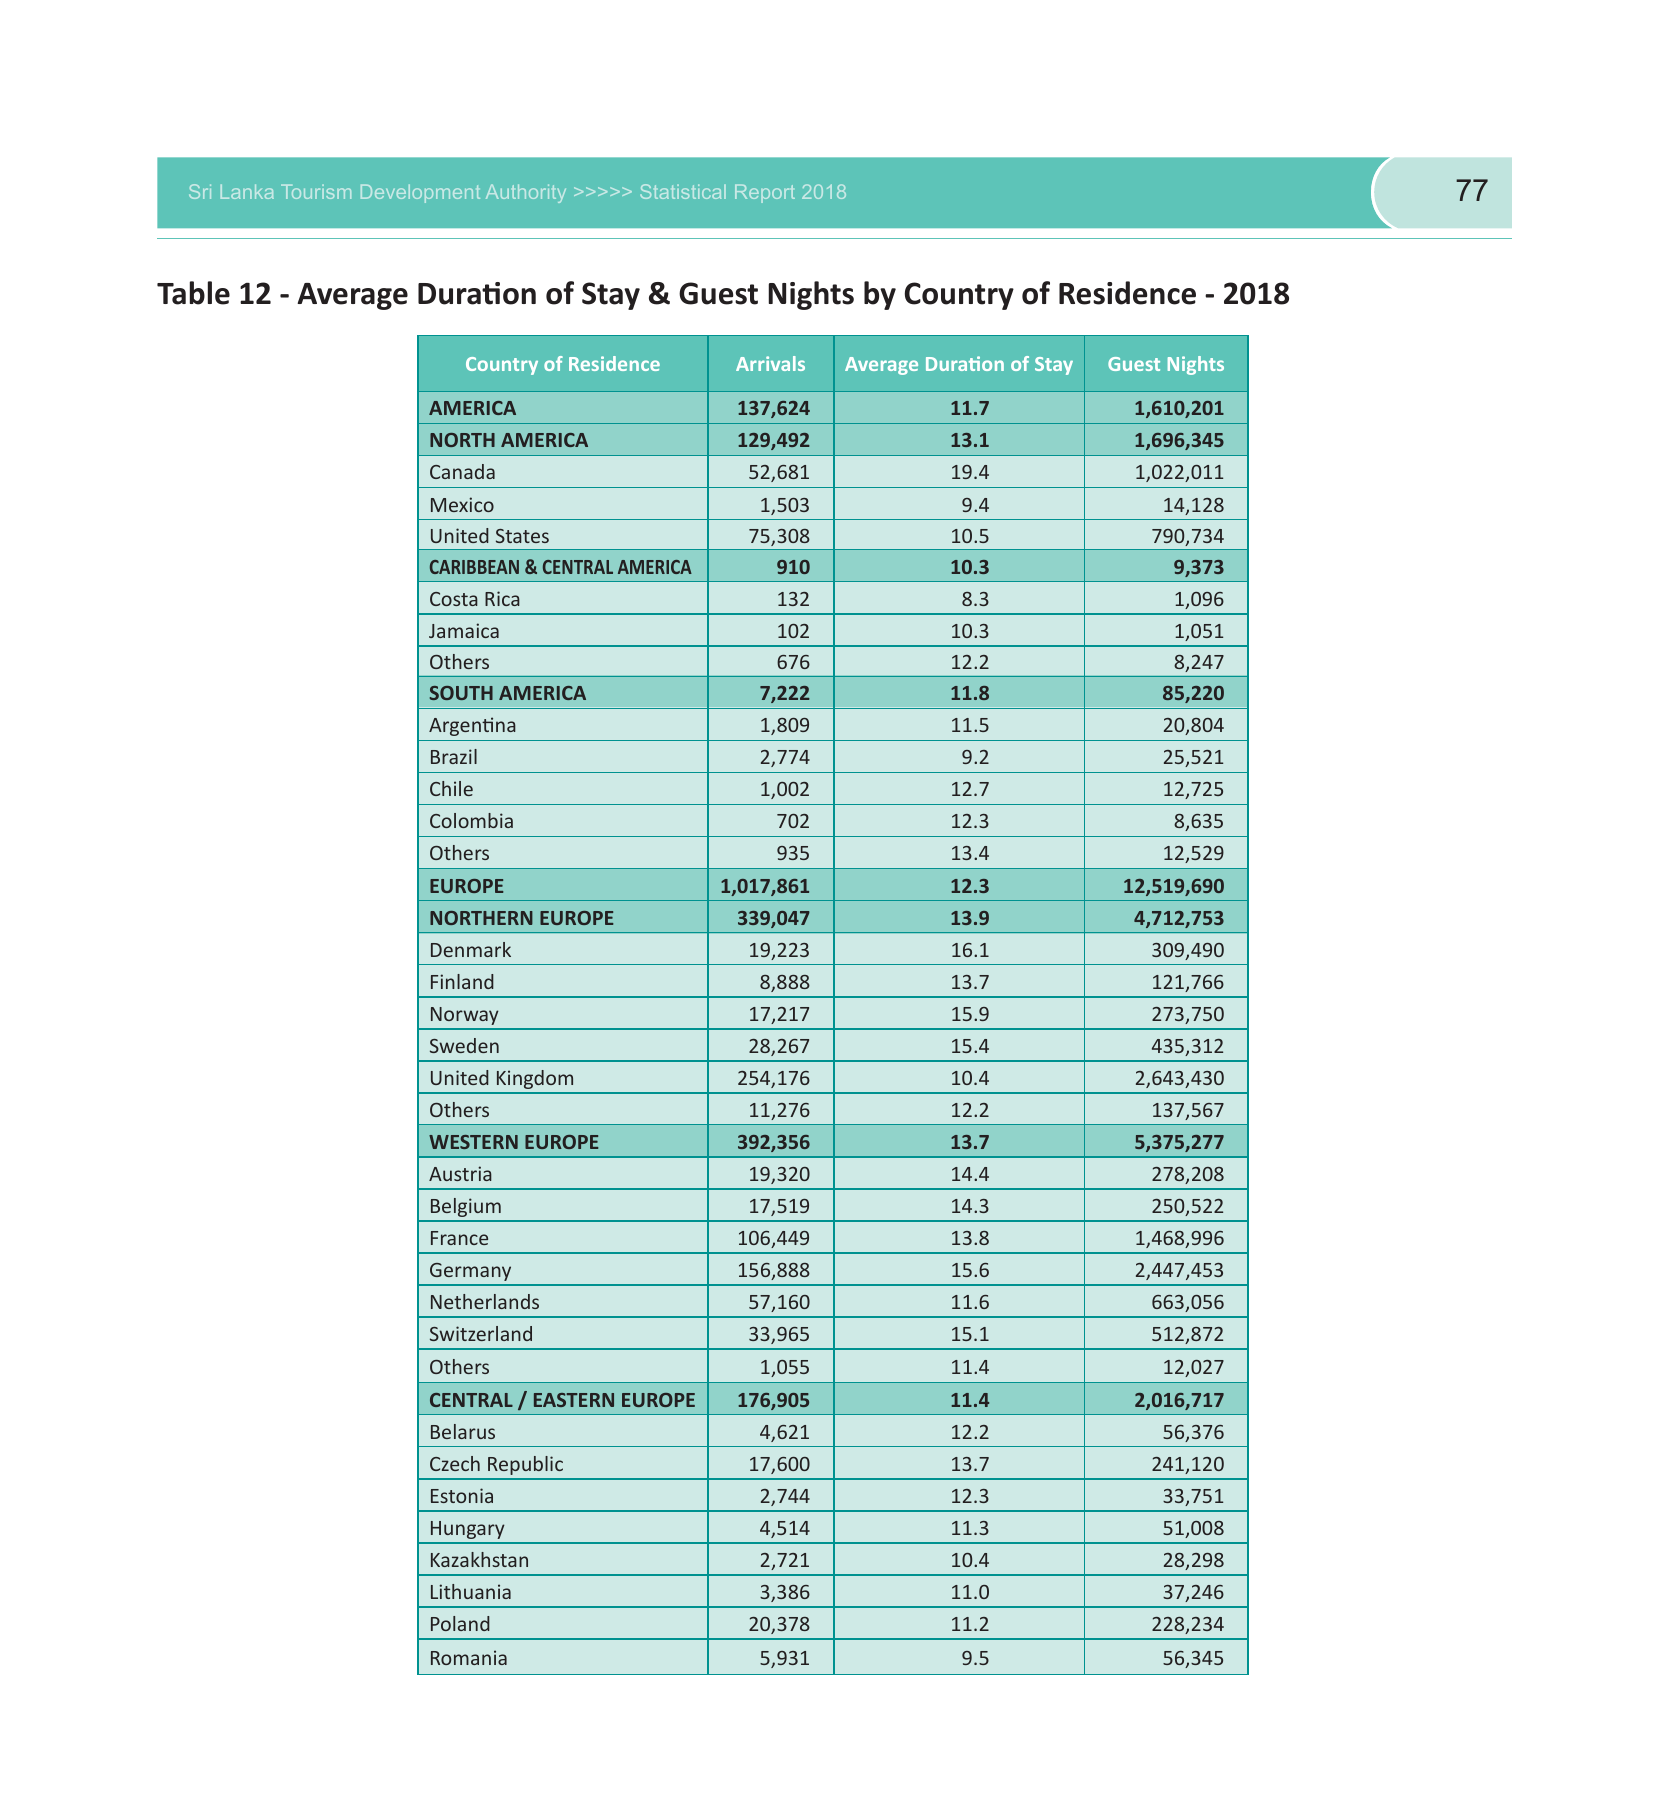 Sri Lanka Tourism Development Authority >>>>> Statistical Report 2018 77
Table 12 - Average Duration of Stay & Guest Nights by Country of Residence - 2018
Country of Residence Arrivals Average Duration of Stay Guest Nights
AMERICA 137,624 11.7 1,610,201
NORTH AMERICA 129,492 13.1 1,696,345
Canada 52,681 19.4 1,022,011
Mexico 1,503 9.4 14,128
United States 75,308 10.5 790,734
CARIBBEAN & CENTRAL AMERICA 910 10.3 9,373
Costa Rica 132 8.3 1,096
Jamaica 102 10.3 1,051
Others 676 12.2 8,247
SOUTH AMERICA 7,222 11.8 85,220
Argentina 1,809 11.5 20,804
Brazil 2,774 9.2 25,521
Chile 1,002 12.7 12,725
Colombia 702 12.3 8,635
Others 935 13.4 12,529
EUROPE 1,017,861 12.3 12,519,690
NORTHERN EUROPE 339,047 13.9 4,712,753
Denmark 19,223 16.1 309,490
Finland 8,888 13.7 121,766
Norway 17,217 15.9 273,750
Sweden 28,267 15.4 435,312
United Kingdom 254,176 10.4 2,643,430
Others 11,276 12.2 137,567
WESTERN EUROPE 392,356 13.7 5,375,277
Austria 19,320 14.4 278,208
Belgium 17,519 14.3 250,522
France 106,449 13.8 1,468,996
Germany 156,888 15.6 2,447,453
Netherlands 57,160 11.6 663,056
Switzerland 33,965 15.1 512,872
Others 1,055 11.4 12,027
CENTRAL / EASTERN EUROPE 176,905 11.4 2,016,717
Belarus 4,621 12.2 56,376
Czech Republic 17,600 13.7 241,120
Estonia 2,744 12.3 33,751
Hungary 4,514 11.3 51,008
Kazakhstan 2,721 10.4 28,298
Lithuania 3,386 11.0 37,246
Poland 20,378 11.2 228,234
Romania 5,931 9.5 56,345